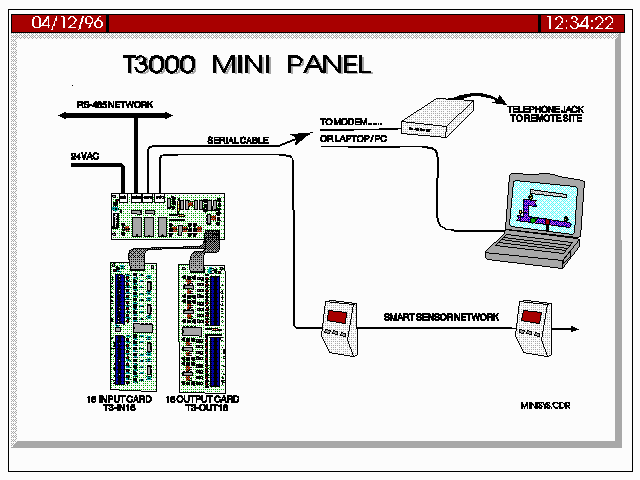 04/12/96
12:34:22
T3000 MINI PANEL
RS-485 NETWORK
TO MODEM......
TELEPHONE JACK
TO REMOTE SITE
SERIAL CABLE
OR LAPTOP/PC
24VAC
SMART SENSOR NETWORK
16 INPUT CARD
T3-IN16
16 OUTPUT CARD
T3-OUT16
MINISYS.CDR